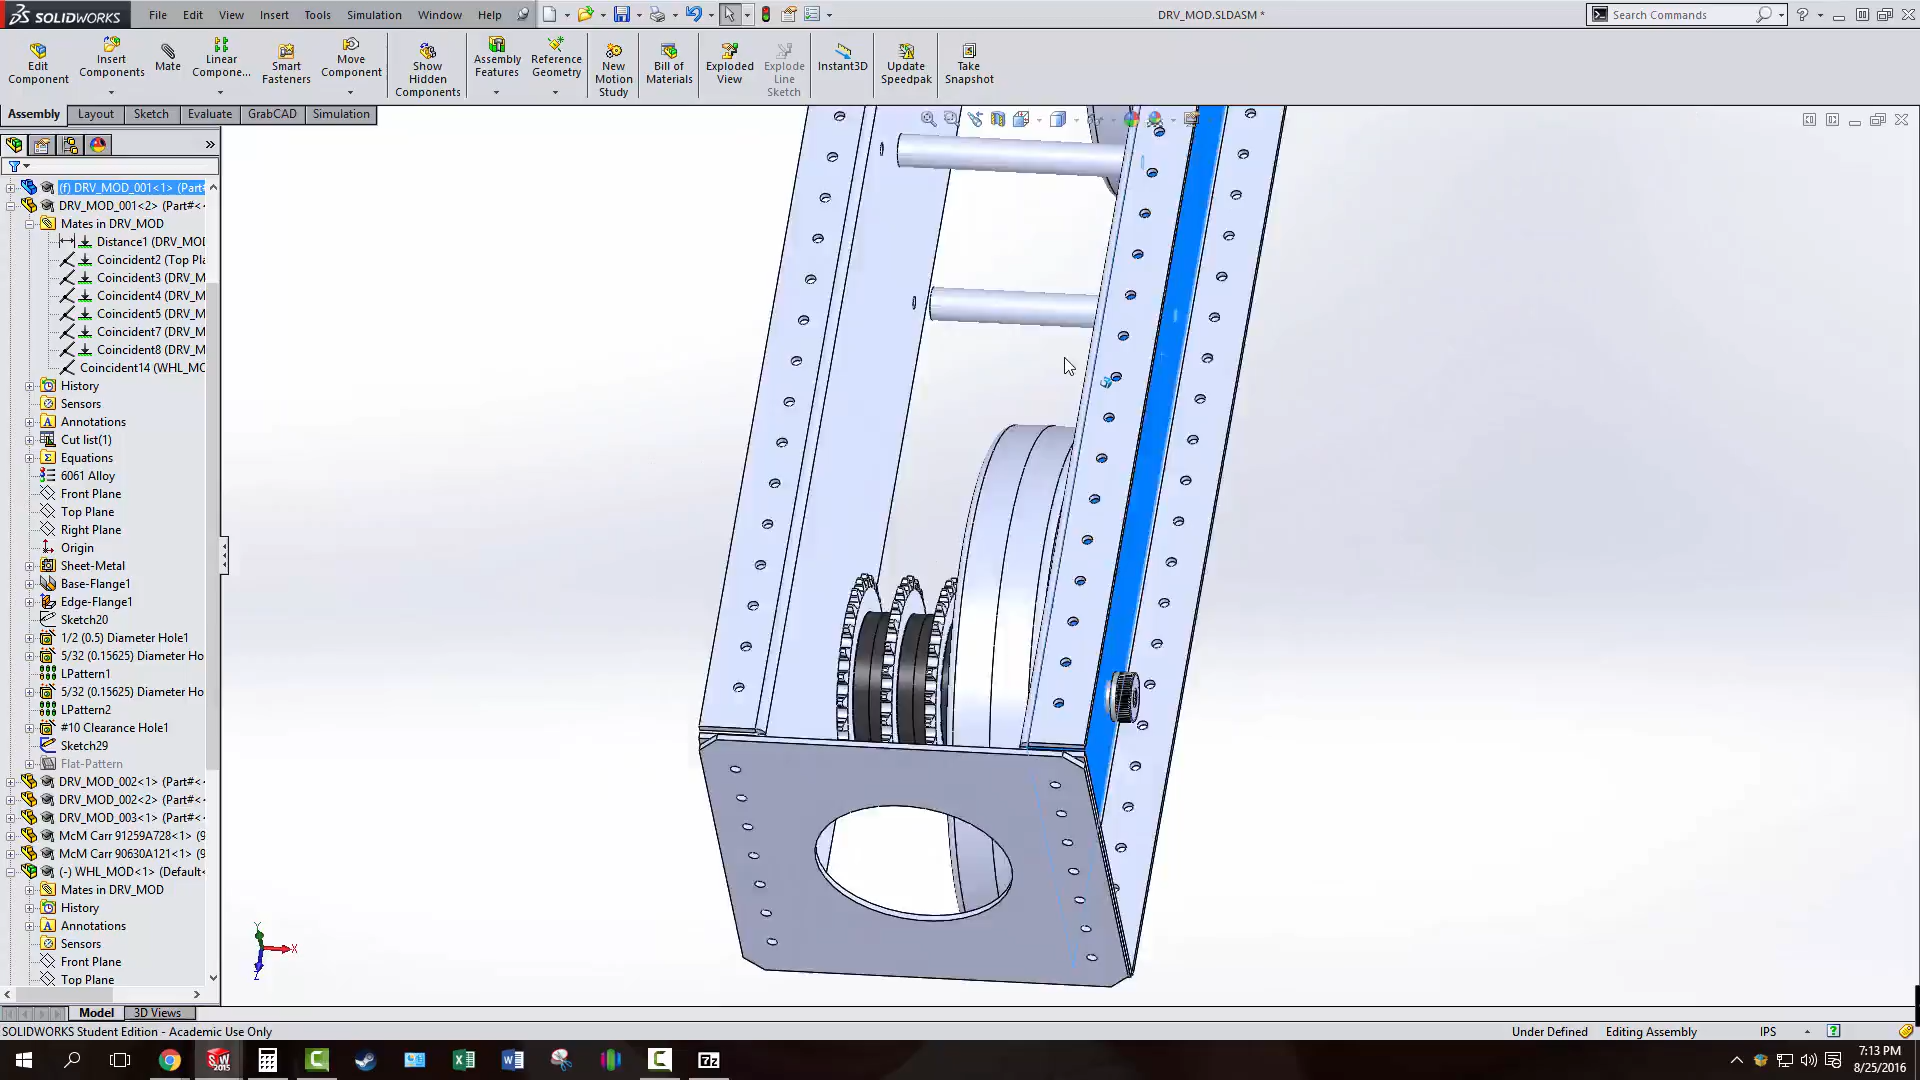 SOLIDWORKS File Edit View Insert Tools Simulation Window Help DRV_MOD.SLDASM * Search Commands
Edit Component
Insert Components
Mate
Linear Compone...
Smart Fasteners
Move Component
Show Hidden Components
Assembly Features
Reference Geometry
New Motion Study
Bill of Materials
Exploded View
Explode Line Sketch
Instant3D
Update Speedpak
Take Snapshot
Assembly Layout Sketch Evaluate GrabCAD Simulation
(f) DRV_MOD_001<1> (Part#
DRV_MOD_001<2> (Part#<
Mates in DRV_MOD
Distance1 (DRV_MOD
Coincident2 (Top Pla
Coincident3 (DRV_M
Coincident4 (DRV_M
Coincident5 (DRV_M
Coincident7 (DRV_M
Coincident8 (DRV_M
Coincident14 (WHL_MO
History
Sensors
Annotations
Cut list(1)
Equations
6061 Alloy
Front Plane
Top Plane
Right Plane
Origin
Sheet-Metal
Base-Flange1
Edge-Flange1
Sketch20
1/2 (0.5) Diameter Hole1
5/32 (0.15625) Diameter Ho
LPattern1
5/32 (0.15625) Diameter Ho
LPattern2
#10 Clearance Hole1
Sketch29
Flat-Pattern
DRV_MOD_002<1> (Part#<
DRV_MOD_002<2> (Part#<
DRV_MOD_003<1> (Part#<
McM Carr 91259A728<1> (9
McM Carr 90630A121<1> (9
(-) WHL_MOD<1> (Default<
Mates in DRV_MOD
History
Annotations
Sensors
Front Plane
Top Plane
Y
X
Z
Model 3D Views
SOLIDWORKS Student Edition - Academic Use Only Under Defined Editing Assembly IPS
SW 2015
7z
7:13 PM
8/25/2016